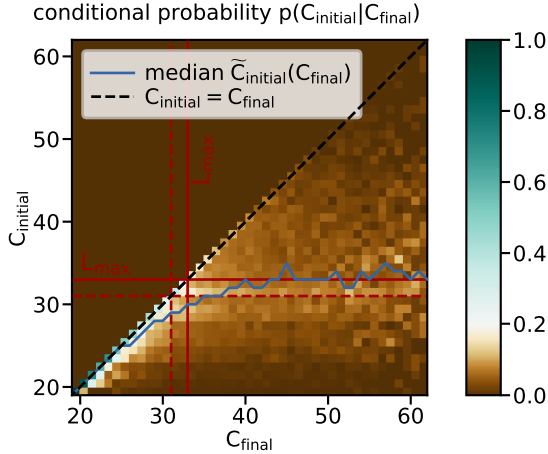 conditional probability p(C_initial|C_final)
median C̃_initial(C_final)
C_initial = C_final
L_max
L_max
60
50
40
30
20
C_initial
20
30
40
50
60
C_final
1.0
0.8
0.6
0.4
0.2
0.0